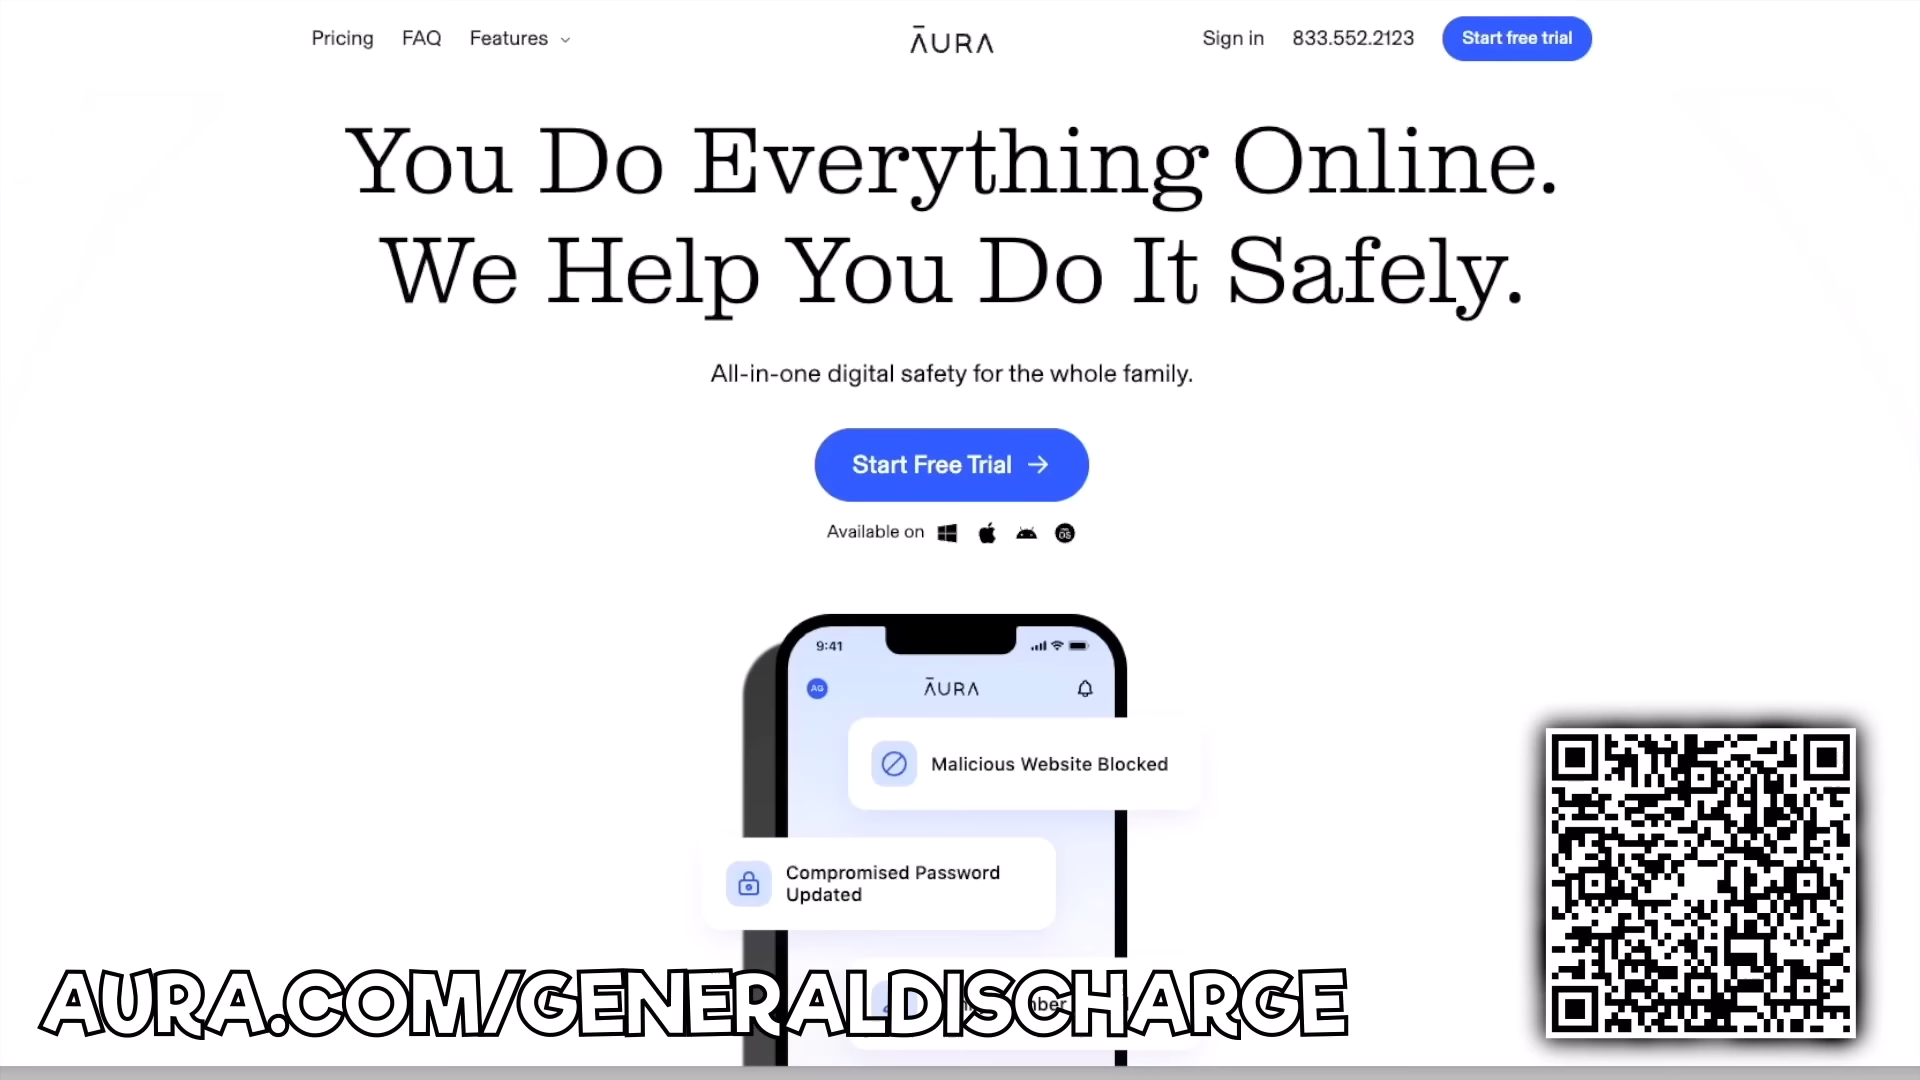 Pricing FAQ Features
ĀURA
Sign in 833.552.2123 Start free trial
You Do Everything Online.
We Help You Do It Safely.
All-in-one digital safety for the whole family.
Start Free Trial →
Available on
9:41
AG ĀURA
Malicious Website Blocked
Compromised Password
Updated
AURA.COM/GENERALDISCHARGE